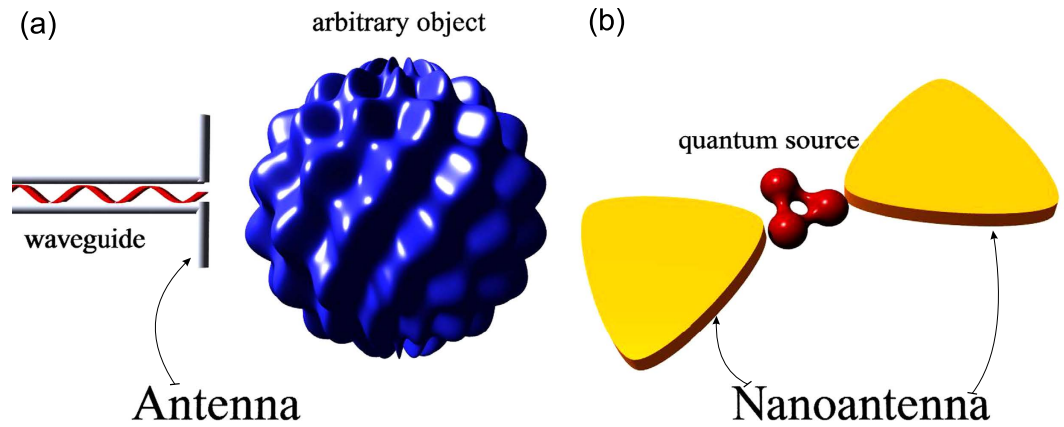 (a)
arbitrary object
waveguide
Antenna
(b)
quantum source
Nanoantenna